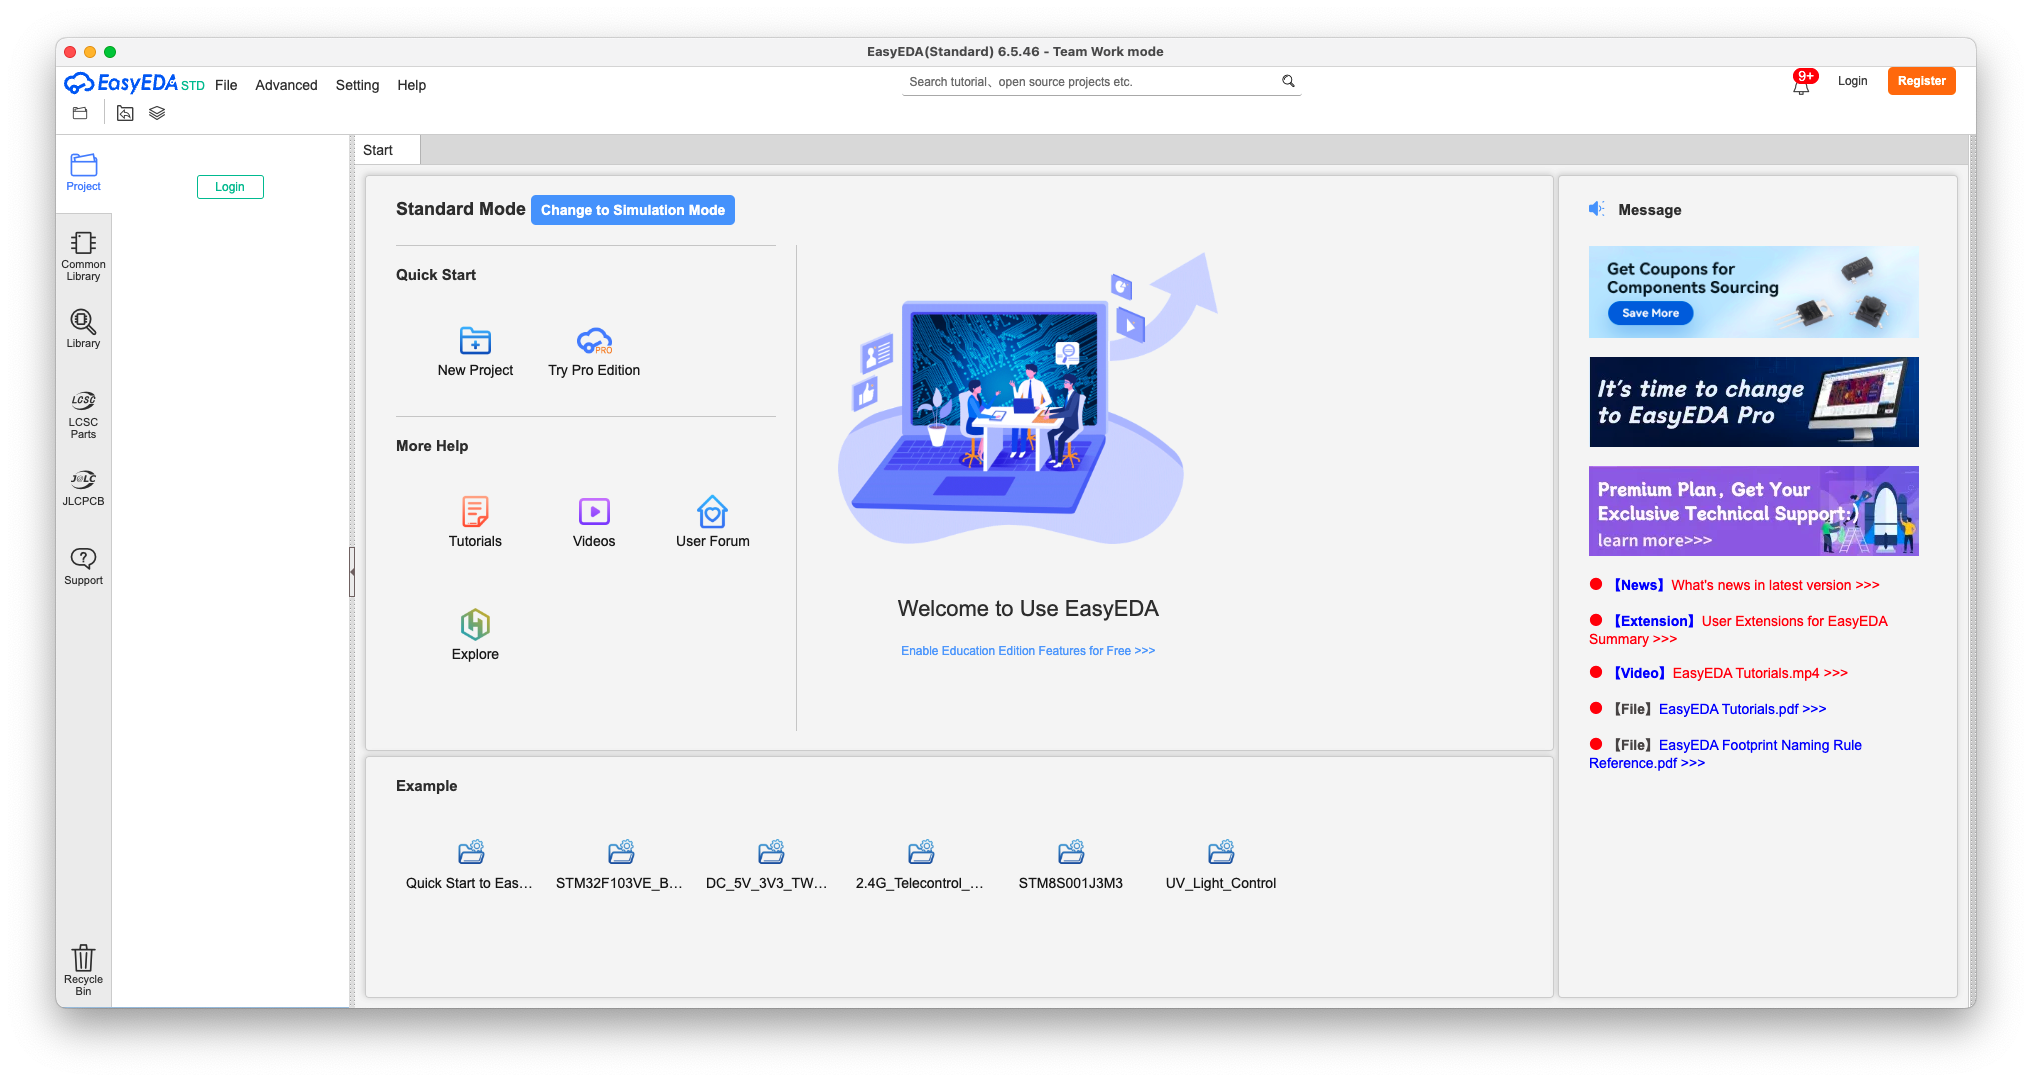 EasyEDA(Standard) 6.5.46 - Team Work mode
EasyEDA STD File Advanced Setting Help
Search tutorial、open source projects etc.
9+
Login
Register
Project
Login
Common
Library
Library
LCSC
LCSC
Parts
J@LC
JLCPCB
Support
Recycle
Bin
Start
Standard Mode Change to Simulation Mode
Quick Start
New Project
PRO
Try Pro Edition
More Help
Tutorials
Videos
User Forum
Explore
Welcome to Use EasyEDA
Enable Education Edition Features for Free >>>
Example
Quick Start to Eas...
STM32F103VE_B...
DC_5V_3V3_TW...
2.4G_Telecontrol_...
STM8S001J3M3
UV_Light_Control
Message
Get Coupons for
Components Sourcing
Save More
It's time to change
to EasyEDA Pro
Premium Plan, Get Your
Exclusive Technical Support:)
learn more>>>
【News】What's news in latest version >>>
【Extension】User Extensions for EasyEDA
Summary >>>
【Video】EasyEDA Tutorials.mp4 >>>
【File】EasyEDA Tutorials.pdf >>>
【File】EasyEDA Footprint Naming Rule
Reference.pdf >>>